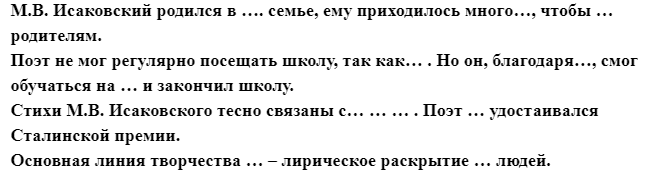 М.В. Исаковский родился в …. семье, ему приходилось много…, чтобы …
родителям.
Поэт не мог регулярно посещать школу, так как… . Но он, благодаря…, смог
обучаться на … и закончил школу.
Стихи М.В. Исаковского тесно связаны с… … … . Поэт … удостаивался
Сталинской премии.
Основная линия творчества … – лирическое раскрытие … людей.